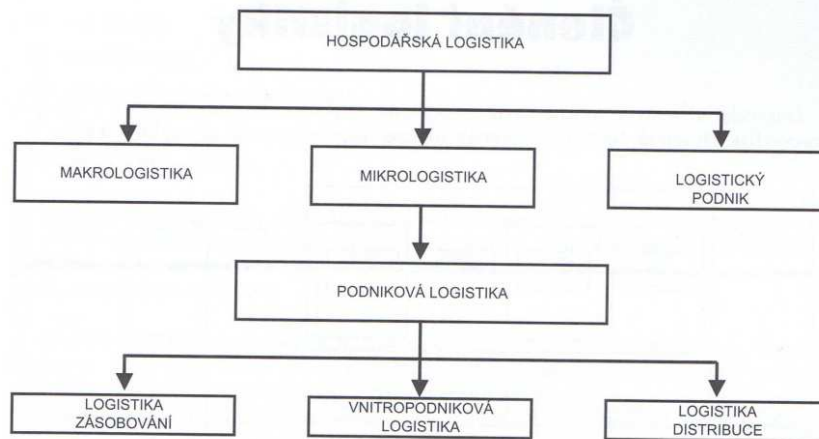 HOSPODÁŘSKÁ LOGISTIKA
MAKROLOGISTIKA
MIKROLOGISTIKA
LOGISTICKÝ
PODNIK
PODNIKOVÁ LOGISTIKA
LOGISTIKA
ZÁSOBOVÁNÍ
VNITROPODNIKOVÁ
LOGISTIKA
LOGISTIKA
DISTRIBUCE